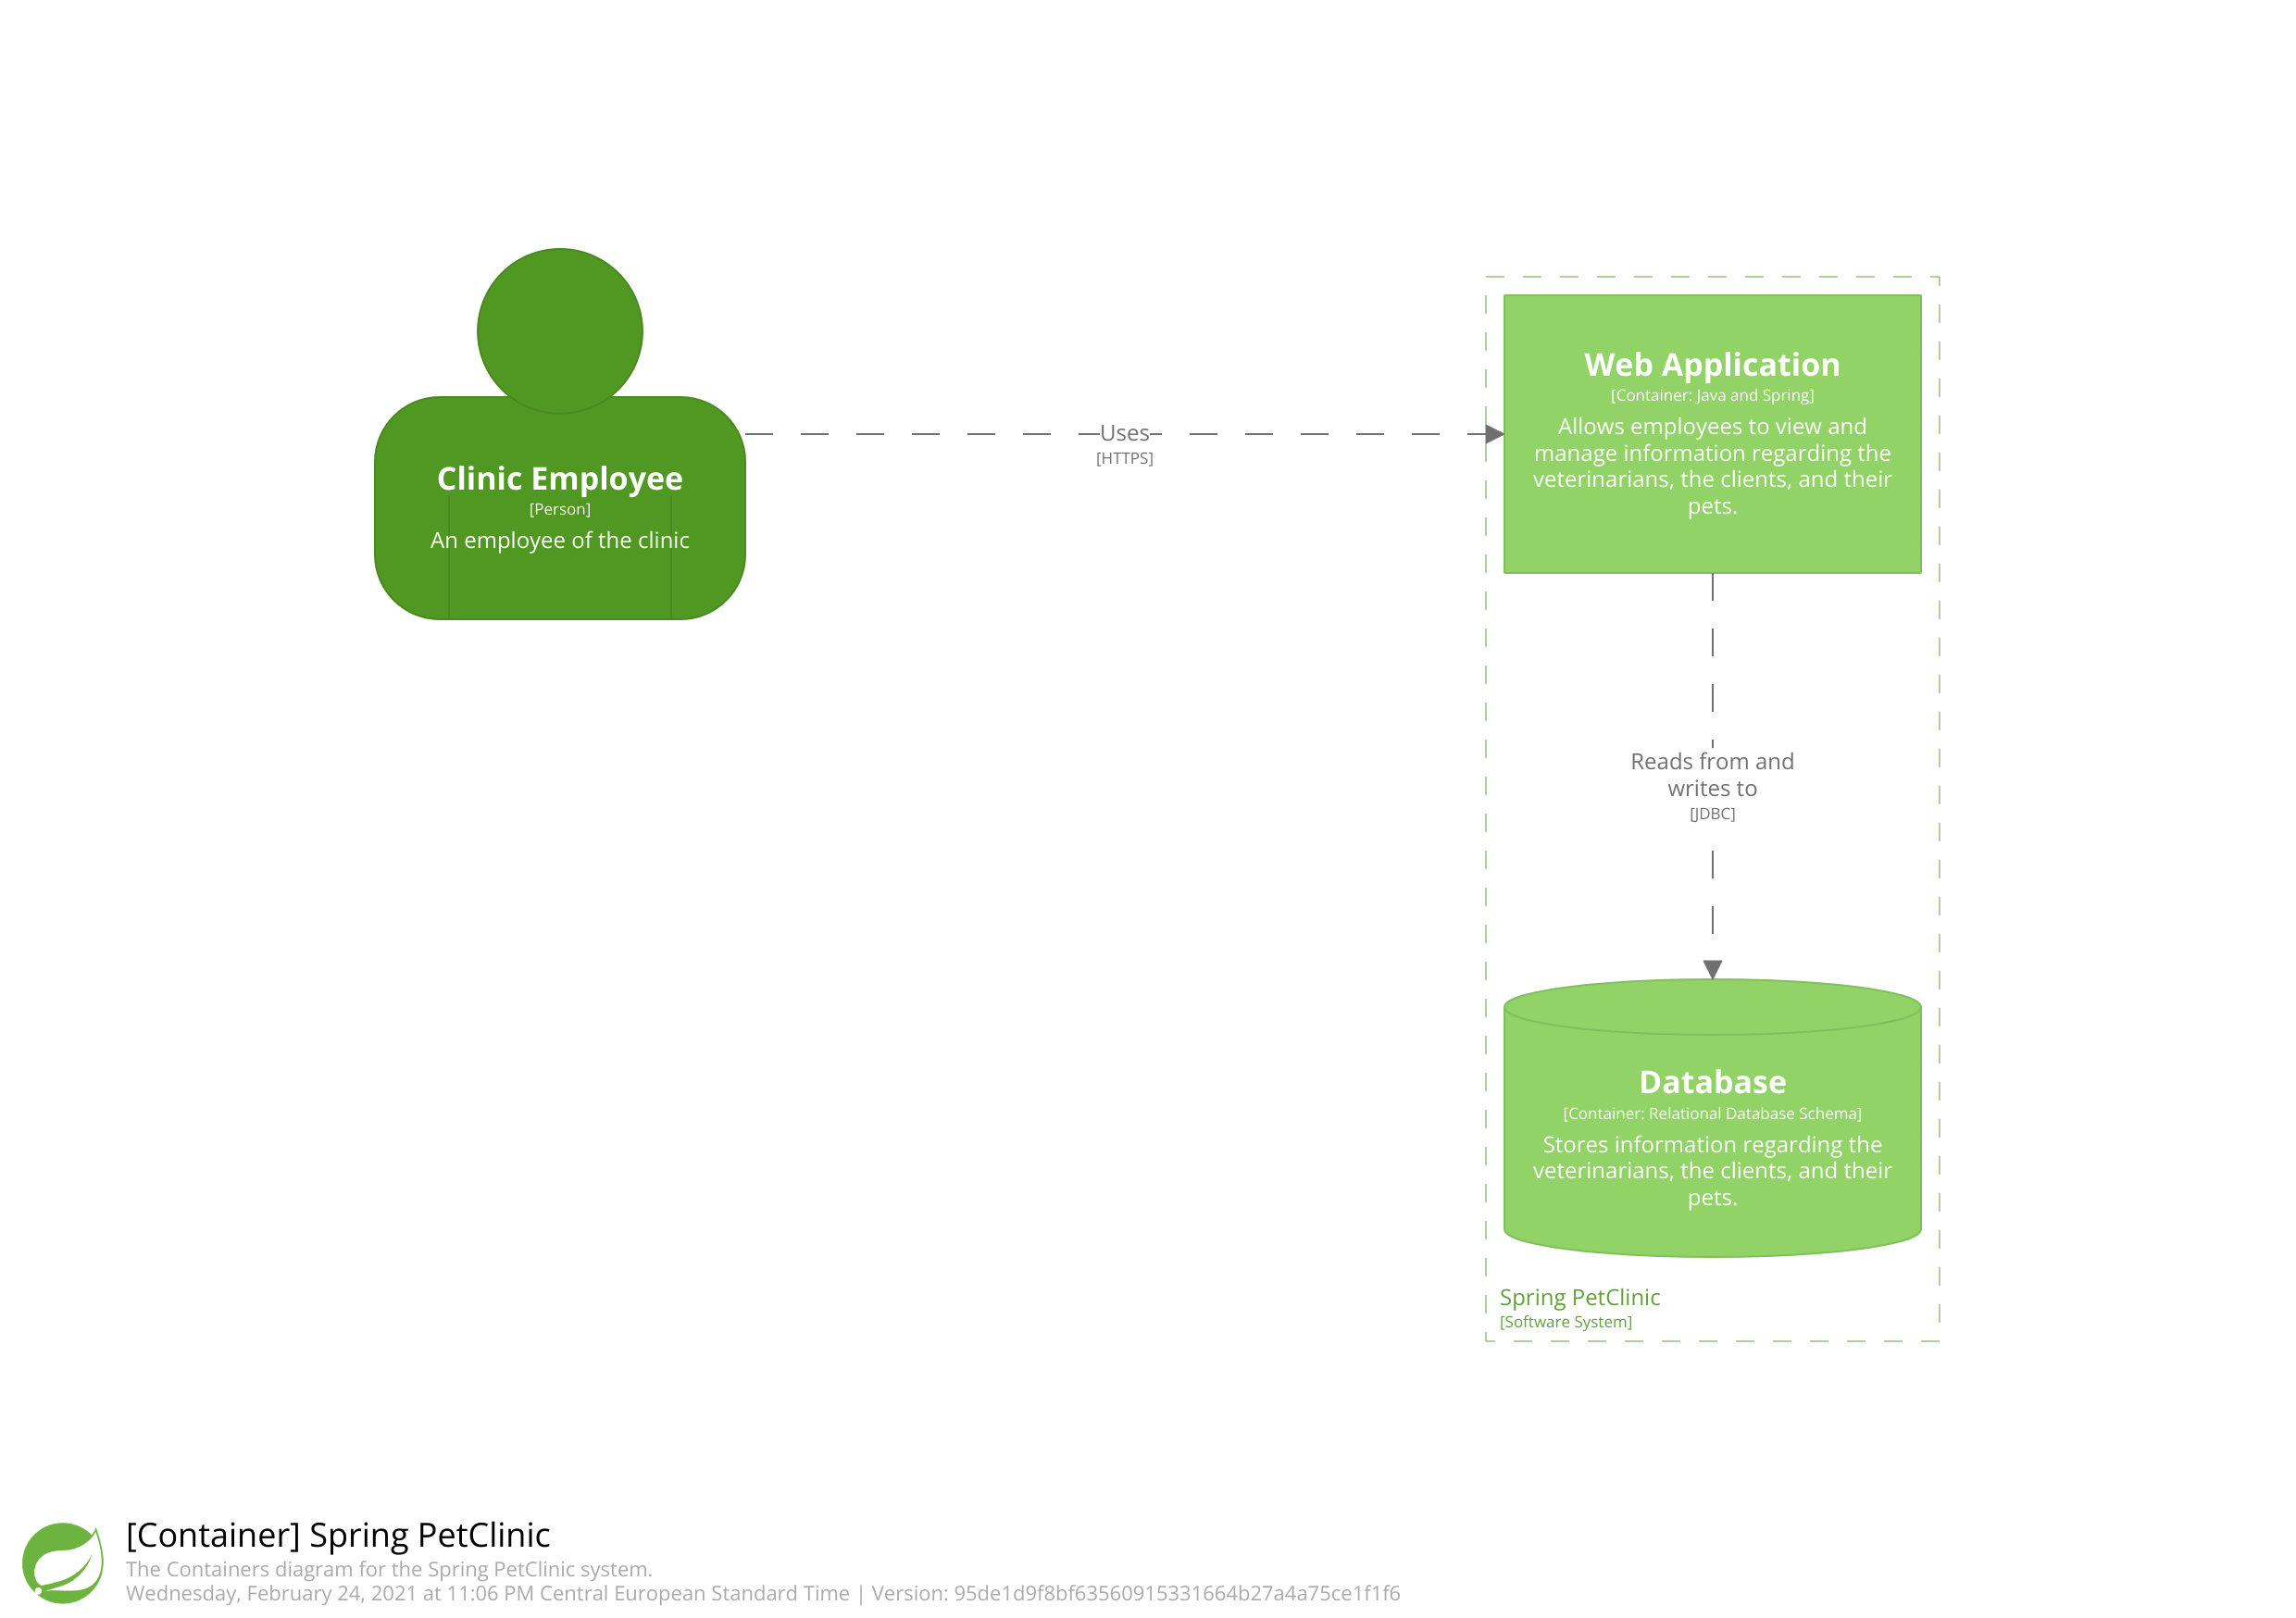 Clinic Employee
[Person]
An employee of the clinic
Uses
[HTTPS]
Web Application
[Container: Java and Spring]
Allows employees to view and
manage information regarding the
veterinarians, the clients, and their
pets.
Reads from and
writes to
[JDBC]
Database
[Container: Relational Database Schema]
Stores information regarding the
veterinarians, the clients, and their
pets.
Spring PetClinic
[Software System]
[Container] Spring PetClinic
The Containers diagram for the Spring PetClinic system.
Wednesday, February 24, 2021 at 11:06 PM Central European Standard Time | Version: 95de1d9f8bf63560915331664b27a4a75ce1f1f6